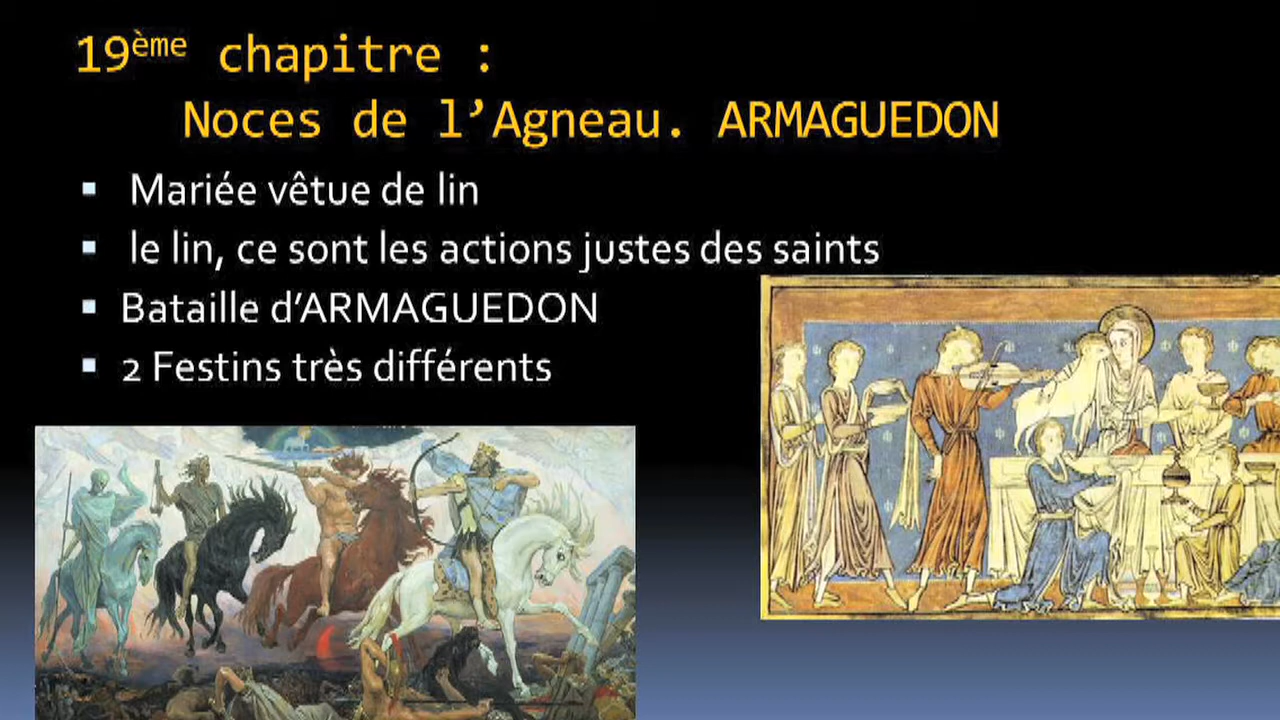 19ème chapitre :
Noces de l’Agneau. ARMAGUEDON
Mariée vêtue de lin
le lin, ce sont les actions justes des saints
Bataille d’ARMAGUEDON
2 Festins très différents